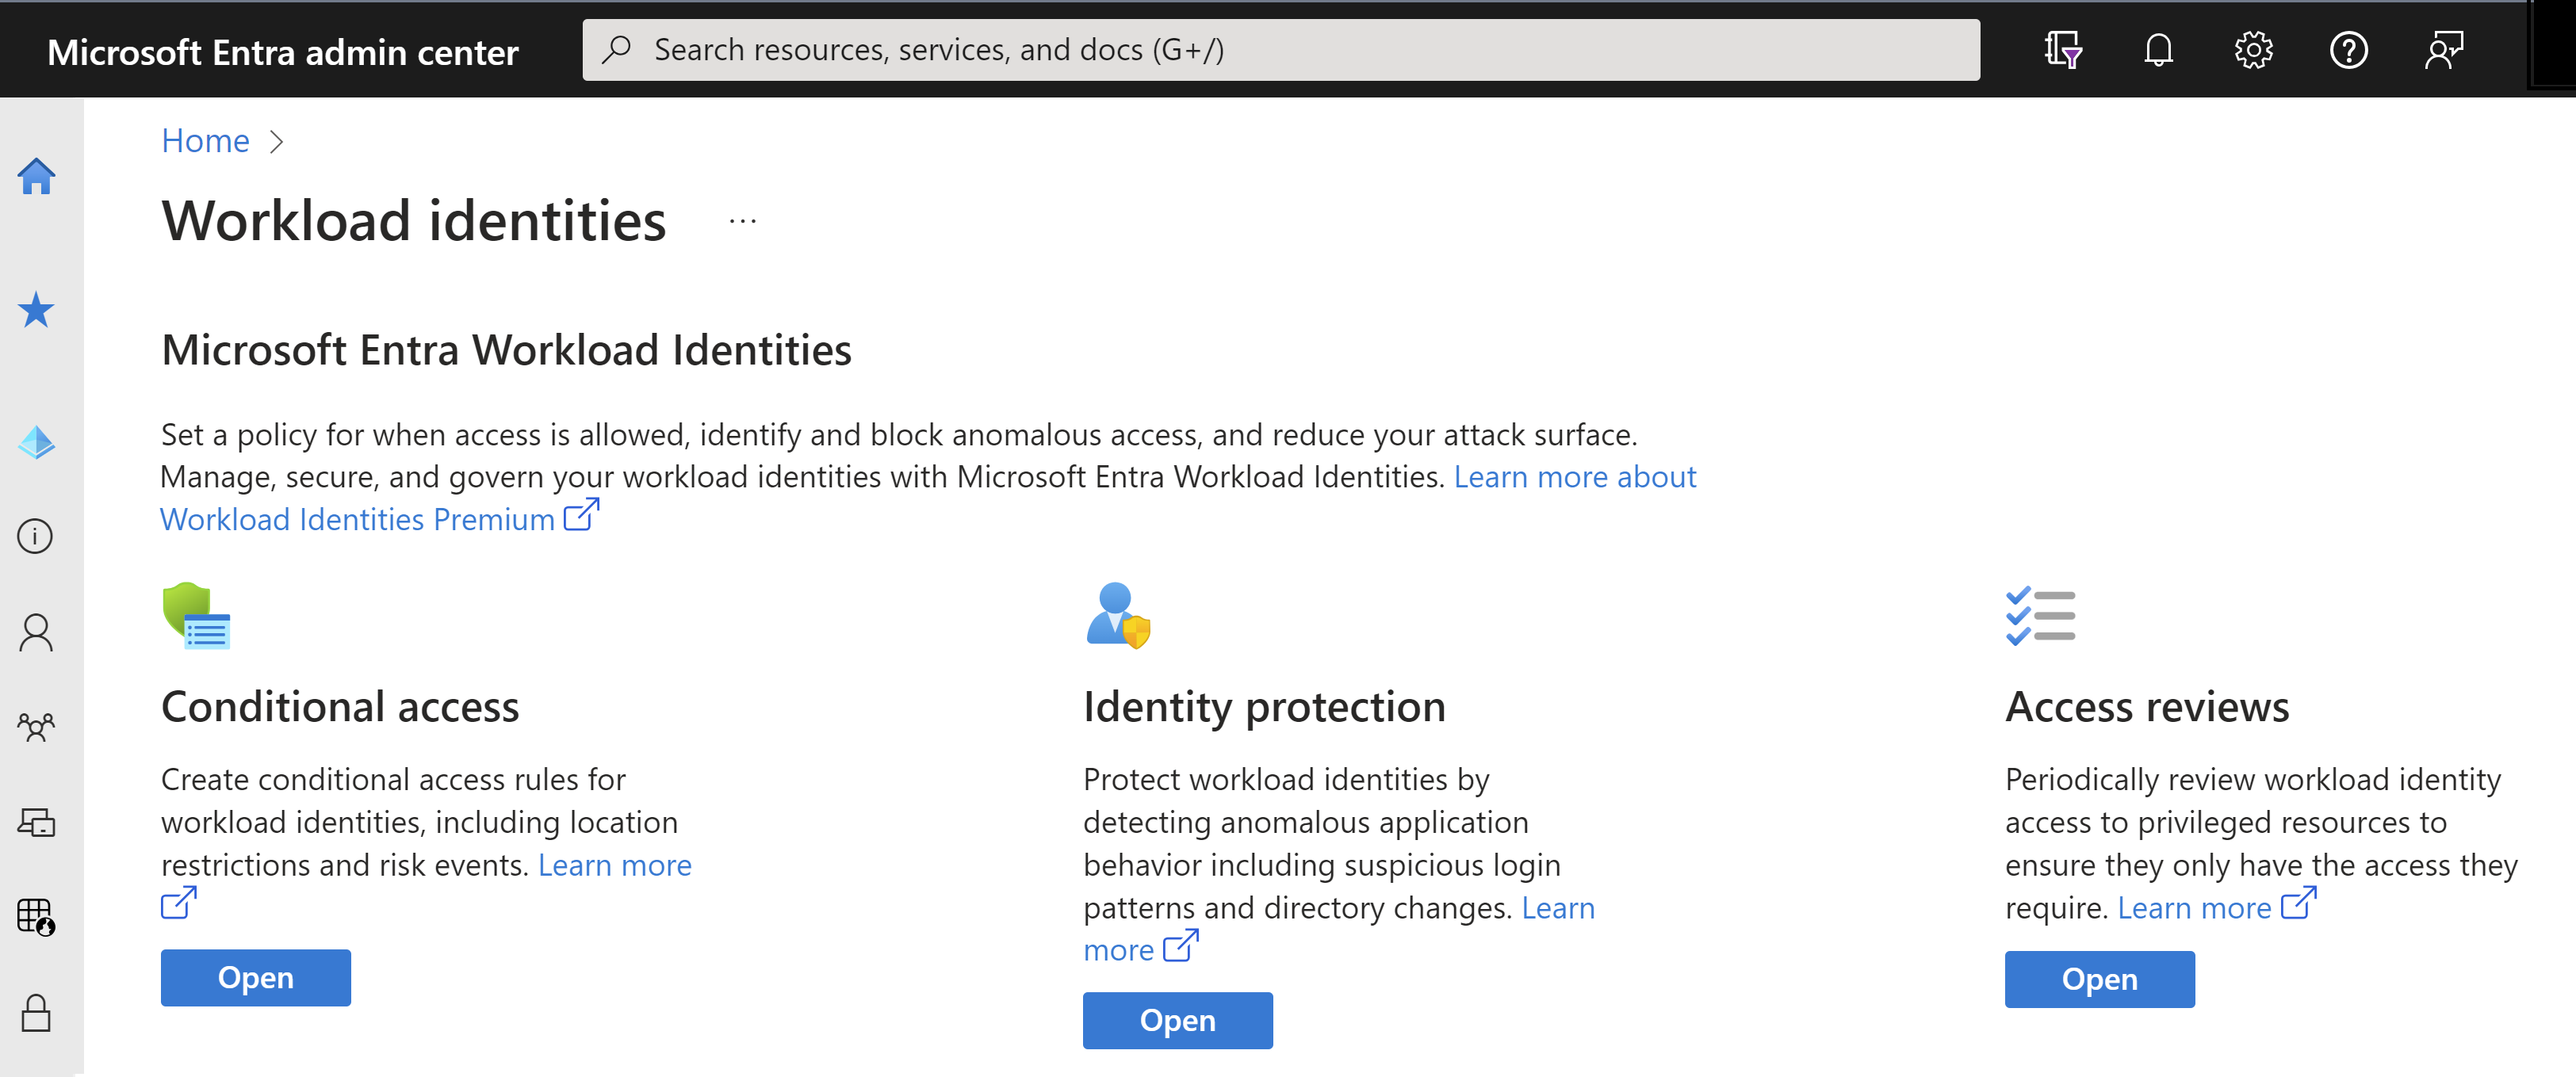 Microsoft Entra admin center
Search resources, services, and docs (G+/)
Home
Workload identities
...
Microsoft Entra Workload Identities
Set a policy for when access is allowed, identify and block anomalous access, and reduce your attack surface.
Manage, secure, and govern your workload identities with Microsoft Entra Workload Identities. Learn more about
Workload Identities Premium
Conditional access
Create conditional access rules for
workload identities, including location
restrictions and risk events. Learn more
Open
Identity protection
Protect workload identities by
detecting anomalous application
behavior including suspicious login
patterns and directory changes. Learn
more
Open
Access reviews
Periodically review workload identity
access to privileged resources to
ensure they only have the access they
require. Learn more
Open